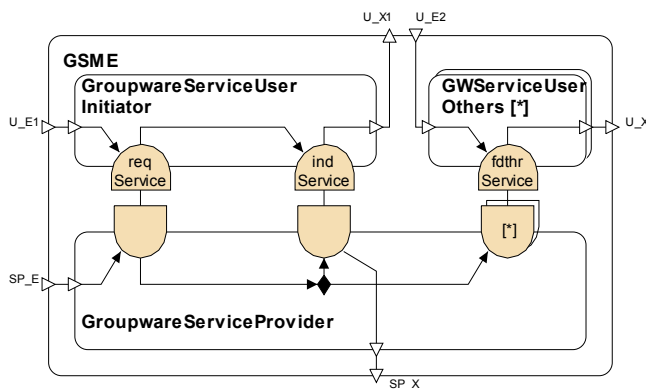 U_X1
U_E2
GSME
GroupwareServiceUser
Initiator
GWServiceUser
Others [*]
U_E1
U_X
req
Service
ind
Service
fdthr
Service
[*]
SP_E
GroupwareServiceProvider
SP_X